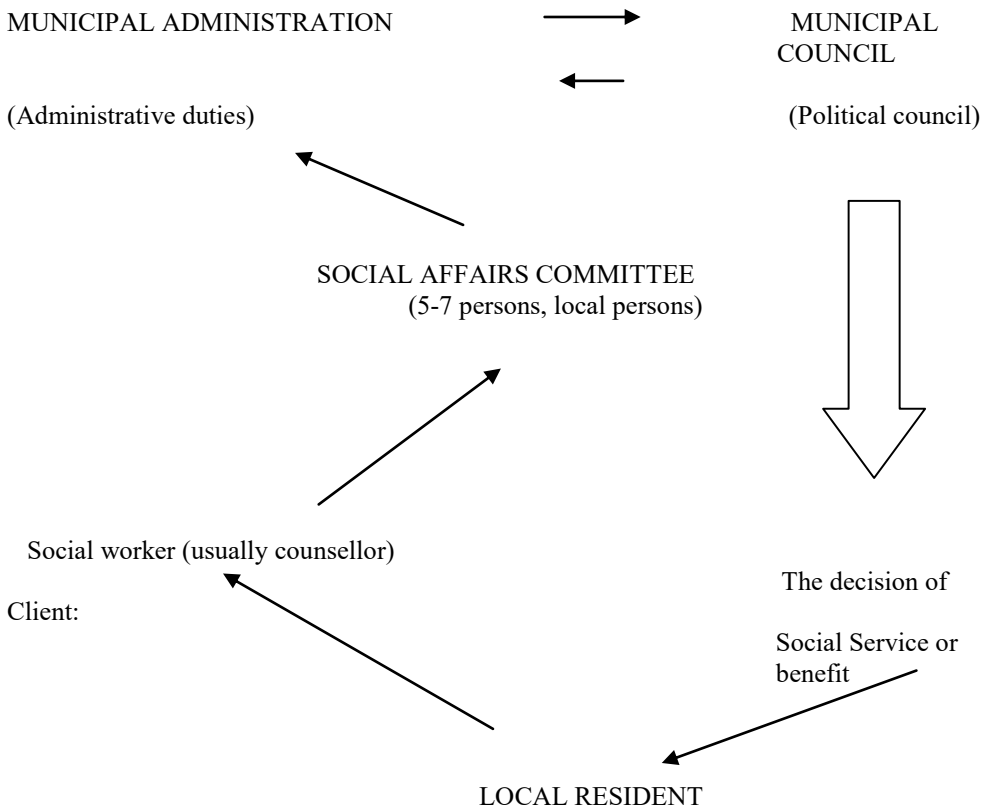 MUNICIPAL ADMINISTRATION
MUNICIPAL
COUNCIL
(Administrative duties)
(Political council)
SOCIAL AFFAIRS COMMITTEE
(5-7 persons, local persons)
Social worker (usually counsellor)
Client:
The decision of
Social Service or
benefit
LOCAL RESIDENT